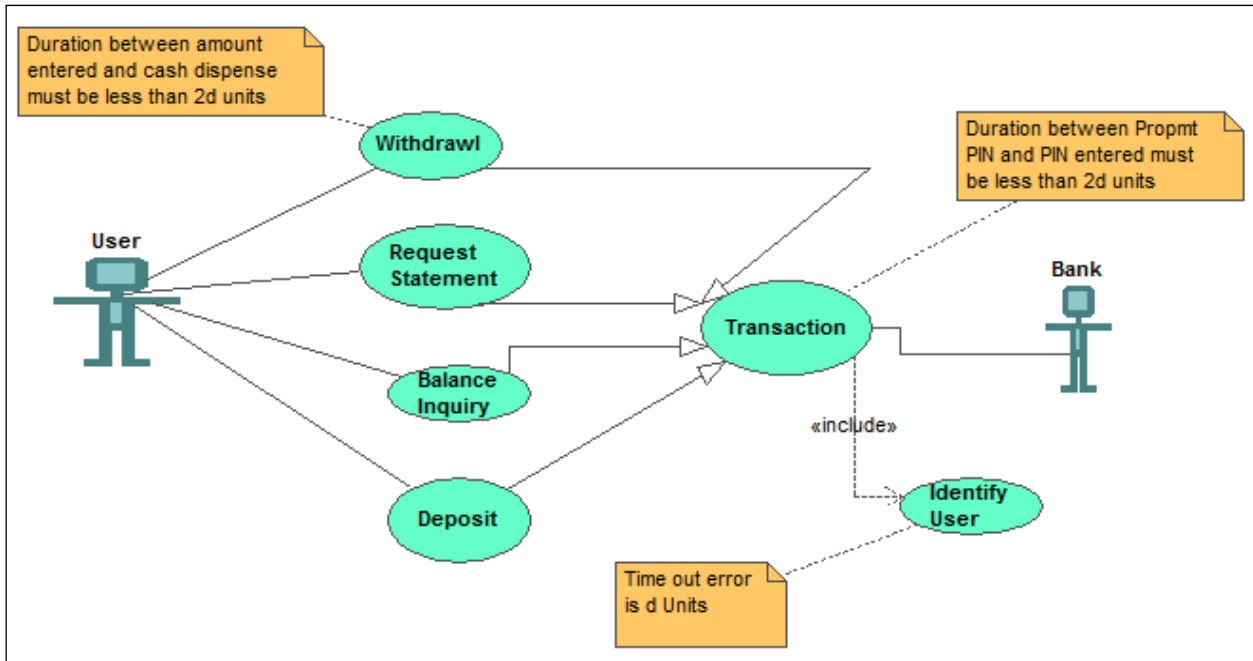 Duration between amount
entered and cash dispense
must be less than 2d units
Withdrawl
Duration between Propmt
PIN and PIN entered must
be less than 2d units
User
Request
Statement
Bank
Transaction
Balance
Inquiry
«include»
Identify
User
Deposit
Time out error
is d Units